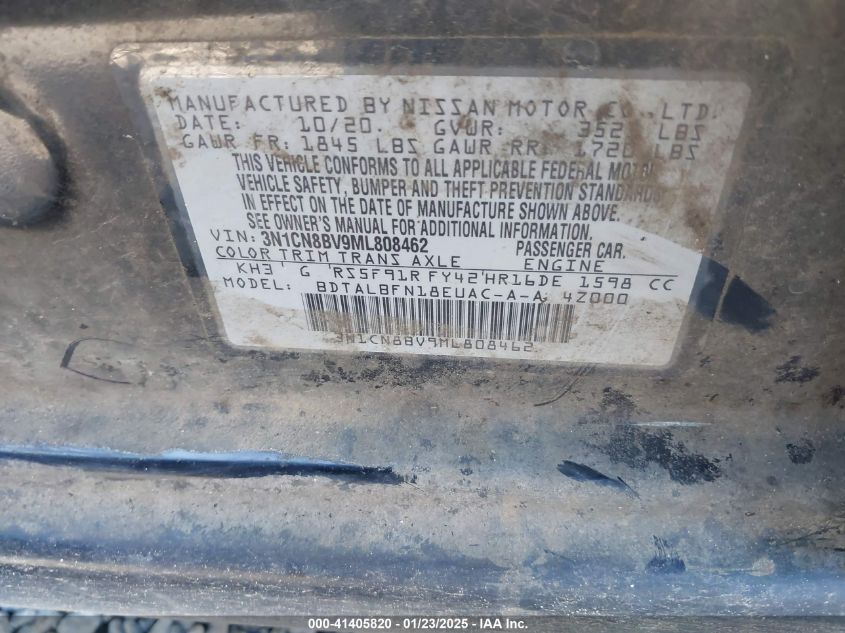 MANUFACTURED BY NISSAN MOTOR CO., LTD.
DATE: 10/20. GVWR: 352 LBS
GAWR FR: 1845 LBS GAWR RR: 1720 LBS
THIS VEHICLE CONFORMS TO ALL APPLICABLE FEDERAL MOTOR
VEHICLE SAFETY, BUMPER AND THEFT PREVENTION STANDARDS
IN EFFECT ON THE DATE OF MANUFACTURE SHOWN ABOVE.
SEE OWNER'S MANUAL FOR ADDITIONAL INFORMATION.
VIN: 3N1CN8BV9ML808462 PASSENGER CAR.
COLOR TRIM TRANS AXLE ENGINE
KH3 G RS5F91R FY42 HR16DE 1598 CC
MODEL: BDTALBFN18EUAC-A-A 4Z000
3N1CN8BV9ML808462
000-41405820 - 01/23/2025 - IAA Inc.